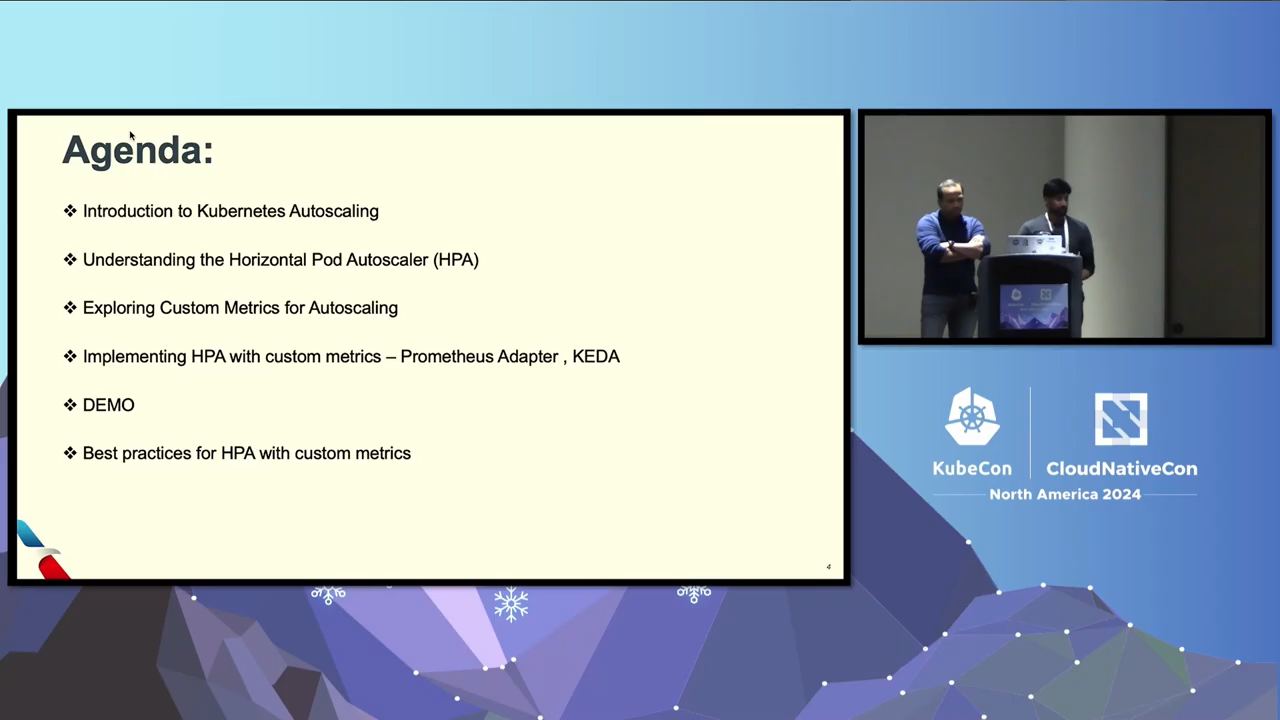 Agenda:
❖ Introduction to Kubernetes Autoscaling
❖ Understanding the Horizontal Pod Autoscaler (HPA)
❖ Exploring Custom Metrics for Autoscaling
❖ Implementing HPA with custom metrics – Prometheus Adapter , KEDA
❖ DEMO
❖ Best practices for HPA with custom metrics
4
KubeCon
CloudNativeCon
North America 2024